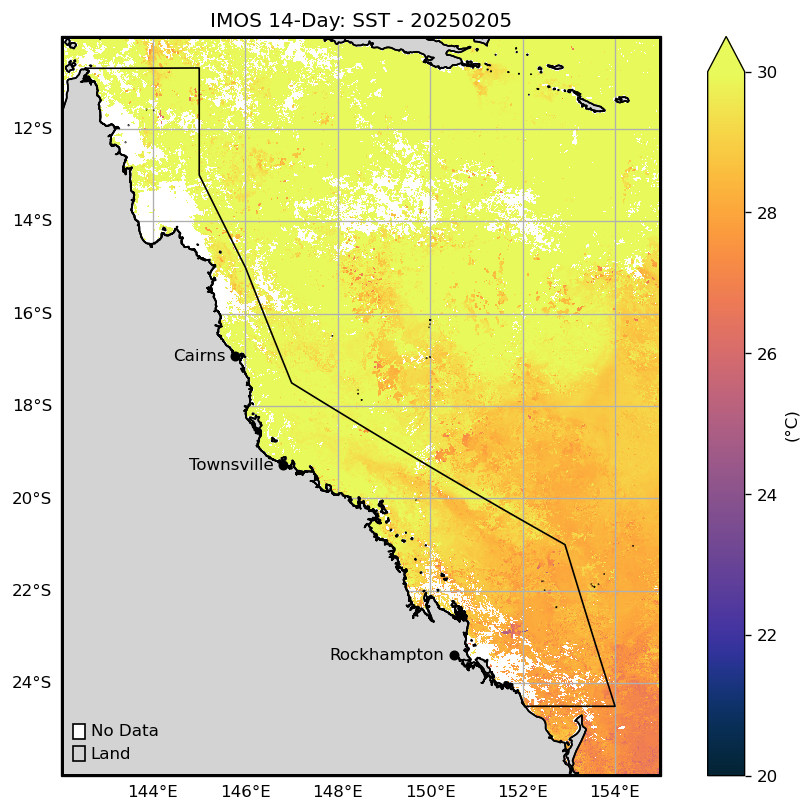 IMOS 14-Day: SST - 20250205
12°S
14°S
16°S
18°S
20°S
22°S
24°S
Cairns
Townsville
Rockhampton
No Data
Land
144°E
146°E
148°E
150°E
152°E
154°E
30
28
26
24
22
20
(°C)